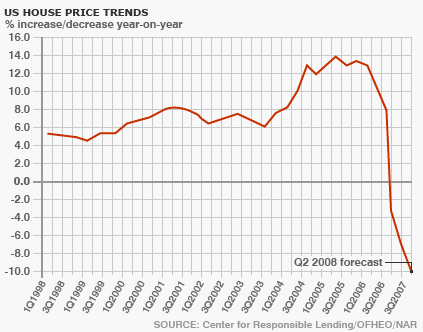 US HOUSE PRICE TRENDS
% increase/decrease year-on-year
16.0
14.0
12.0
10.0
8.0
6.0
4.0
2.0
0.0
-2.0
-4.0
-6.0
-8.0
-10.0
Q2 2008 forecast
1Q1998
3Q1998
1Q1999
3Q1999
1Q2000
3Q2000
1Q2001
3Q2001
1Q2002
3Q2002
1Q2003
3Q2003
1Q2004
3Q2004
1Q2005
3Q2005
1Q2006
3Q2006
3Q2007
SOURCE: Center for Responsible Lending/OFHEO/NAR